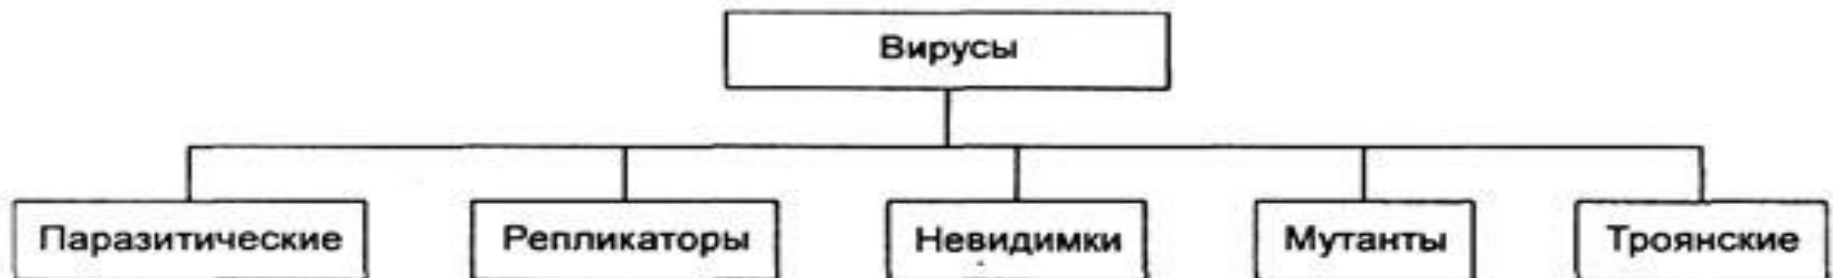 Вирусы
Паразитические
Репликаторы
Невидимки
Мутанты
Троянские